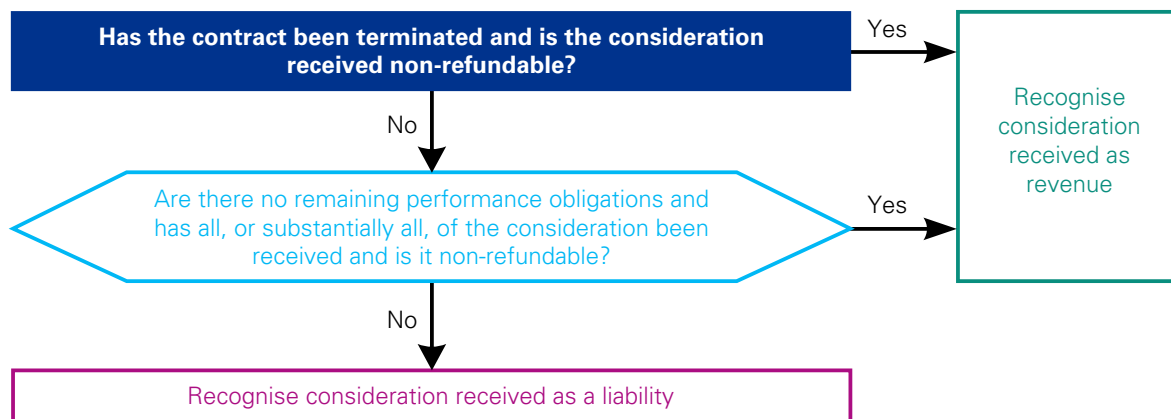 Has the contract been terminated and is the consideration
received non-refundable?
Yes
Recognise
consideration
received as
revenue
No
Are there no remaining performance obligations and
has all, or substantially all, of the consideration been
received and is it non-refundable?
Yes
No
Recognise consideration received as a liability